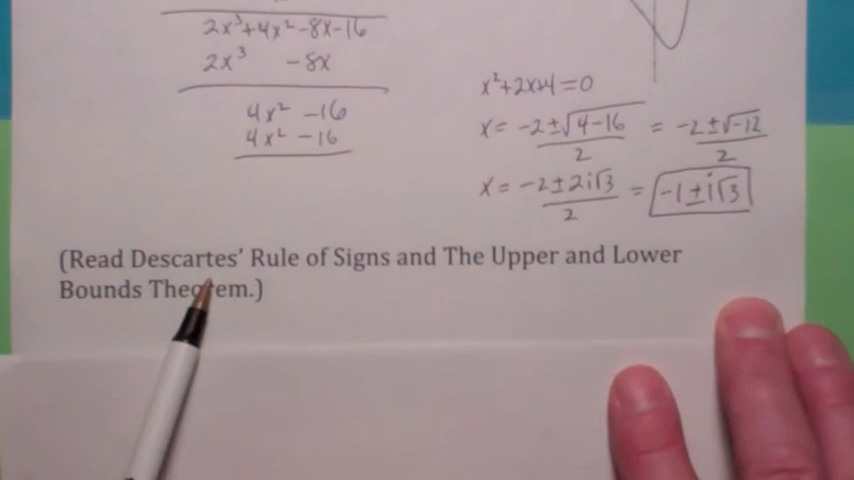 2x³+4x²-8x-16
2x³ -8x
4x² -16
4x² -16
x²+2x+4=0
x= -2±√4-16 / 2 = -2±√-12 / 2
x= -2±2i√3 / 2 = -1±i√3
(Read Descartes' Rule of Signs and The Upper and Lower
Bounds Theorem.)